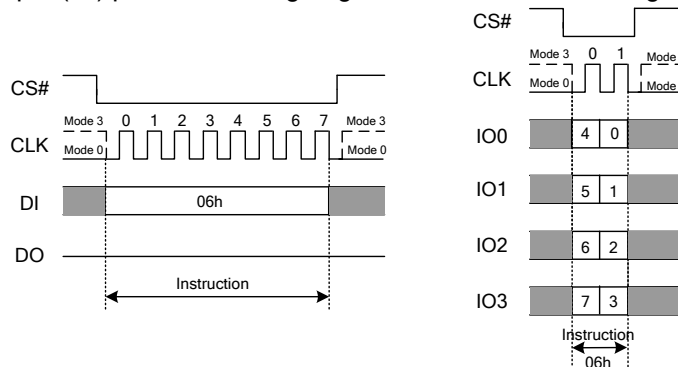 CS#
Mode 3 0 1 2 3 4 5 6 7 Mode 3
CLK Mode 0 Mode 0
DI 06h
DO
Instruction
CS#
Mode 3 0 1 Mode
CLK Mode 0 Mode
IO0 4 0
IO1 5 1
IO2 6 2
IO3 7 3
Instruction
06h